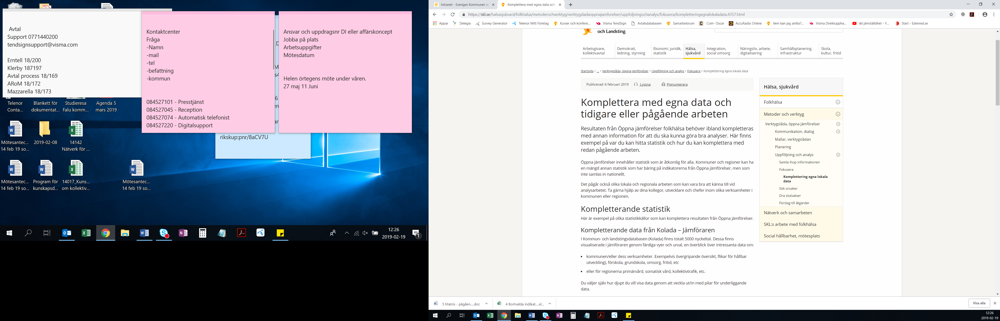 Avtal
Support 0771440200
tendsignsupport@visma.com
Erntell 18/200
Klerby 187197
Avtal process 18/169
ARoM 18/172
Mazzarella 18/173
Kontaktcenter
Fråga
-Namn
-mail
-tel
-befattning
-kommun
084527101 - Presstjänst
084527045 - Reception
084527074 - Automatisk telefonist
084527220 - Digitalsupport
Ansvar och uppdragsnr DI eller affärskoncept
Jobba på plats
Arbetsuppgifter
Mötesdatum
Helen örtegens möte under våren.
27 maj 11 Juni
rikskup:pnr/8aCV7U
Telenor
Conta...
Blankett för
dokumentat...
Studieresa
Falu komm...
Agenda 5
mars 2019
Mötesantec...
14 feb 19 so...
2019-02-08
14142
Nätverk för ...
Mötesantec...
14 feb 19 so...
Program för
kunskapsd...
14017_Kuns...
om kollektiv...
Mötesantec...
14 feb 19 so...
12:26
2019-02-19
1
Intranet - Sveriges Kommuner oc
Komplettera med egna data och
https://skl.se/halsasjukvard/folkhalsa/metoderochverktyg/verktygsladaoppnajamforelser/uppfoljningochanalys/fokusera/kompletteringegnalokaladata.4357.html
Appar
Delegia
Survey Generator
Telenor Mitt Företag
Kurser och konfere...
Visma TendSign
Avtalsdatabasen
Samarbetsrum
Com- Oscar
AccuRadio Online
Vem kan jag anlita?...
Visma Direktuppha...
skl jämställdhet - Y...
Start - Edenred.se
och Landsting
Arbetsgivare,
kollektivavtal
Demokrati,
ledning, styrning
Ekonomi, juridik,
statistik
Hälsa,
sjukvård
Integration,
social omsorg
Näringsliv, arbete,
digitalisering
Samhällsplanering,
infrastruktur
Skola,
kultur, fritid
Startsida / ... / Verktygslåda, öppna jämförelser / Uppföljning och analys / Fokusera / Komplettering egna lokala data
Publicerad: 6 februari 2019
Lyssna
Prenumerera
Komplettera med egna data och
tidigare eller pågående arbeten
Resultaten från Öppna jämförelser folkhälsa behöver ibland kompletteras
med annan information för att du ska kunna göra bra analyser. Här finns
exempel på var du kan hitta statistik och hur du kan komplettera med
redan pågående arbeten.
Öppna jämförelser innehåller statistik som är åtkomlig för alla. Kommuner och regioner kan ha
en mängd annan statistik som har bäring på indikatorerna från Öppna jämförelser, men som
inte samlas in nationellt.
Det pågår också olika lokala och regionala arbeten som kan vara bra att känna till vid
analysarbetet. Ta gärna hjälp av dina kollegor, utvecklare och chefer inom olika verksamheter i
kommunen eller regionen.
Kompletterande statistik
Här är exempel på olika statistikkällor som kan komplettera resultaten från Öppna jämförelser.
Kompletterande data från Kolada – Jämföraren
I Kommun- och landstingsdatabasen (Kolada) finns totalt 5000 nyckeltal. Dessa finns
visualiserade i jämföraren genom färdiga vyer och urval, en överblick över intressanta data om:
• kommunen/eller dess verksamheter. Exempelvis övergripande översikt, flikar för hållbar
utveckling), förskola, grundskola, omsorg, fritid, etc
• eller för regionerna primärvård, somatisk vård, kollektivtrafik, etc.
Du väljer själv hur djupt du vill visa data genom att veckla ut/in med pilar för underliggande
data.
Hälsa, sjukvård
Folkhälsa
Metoder och verktyg
Verktygslåda, öppna jämförelser
Kommunikation, dialog
Mallar, verktygslådan
Planering
Uppföljning och analys
Samla ihop informationen
Fokusera
Komplettering egna lokala
data
Sök orsaker
Dra slutsatser
Förslag till åtgärder
Nätverk och samarbeten
SKL:s arbete med folkhälsa
Social hållbarhet, mötesplats
5 Matris - pågåen....doc
4 Bortvalda indikat....xl...
Visa alla
12:26
2019-02-19